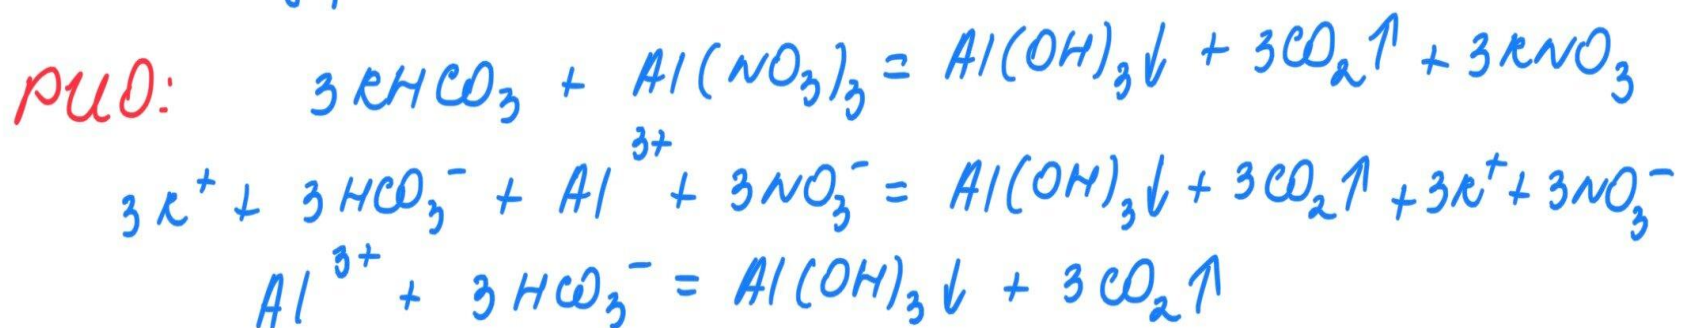 РИО: 3KHCO₃ + Al(NO₃)₃ = Al(OH)₃↓ + 3CO₂↑ + 3KNO₃
3K⁺ + 3HCO₃⁻ + Al³⁺ + 3NO₃⁻ = Al(OH)₃↓ + 3CO₂↑ + 3K⁺ + 3NO₃⁻
Al³⁺ + 3HCO₃⁻ = Al(OH)₃↓ + 3CO₂↑